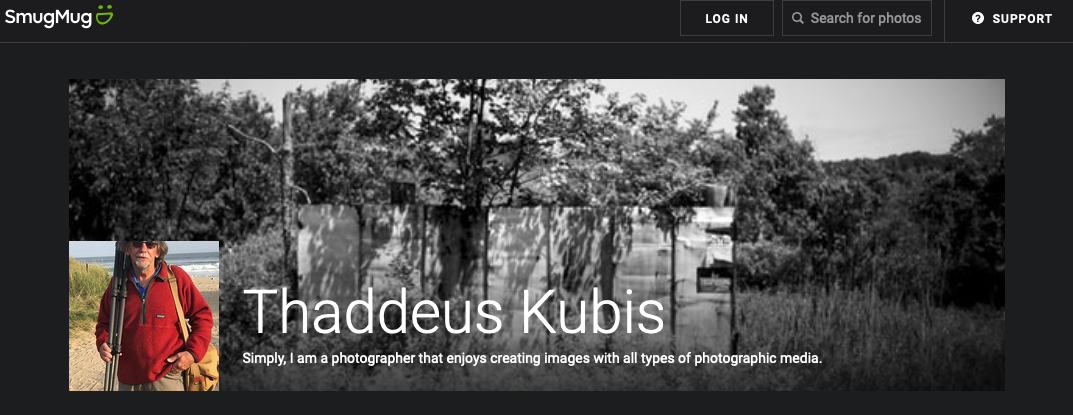 SmugMug
LOG IN
Search for photos
SUPPORT
Thaddeus Kubis
Simply, I am a photographer that enjoys creating images with all types of photographic media.